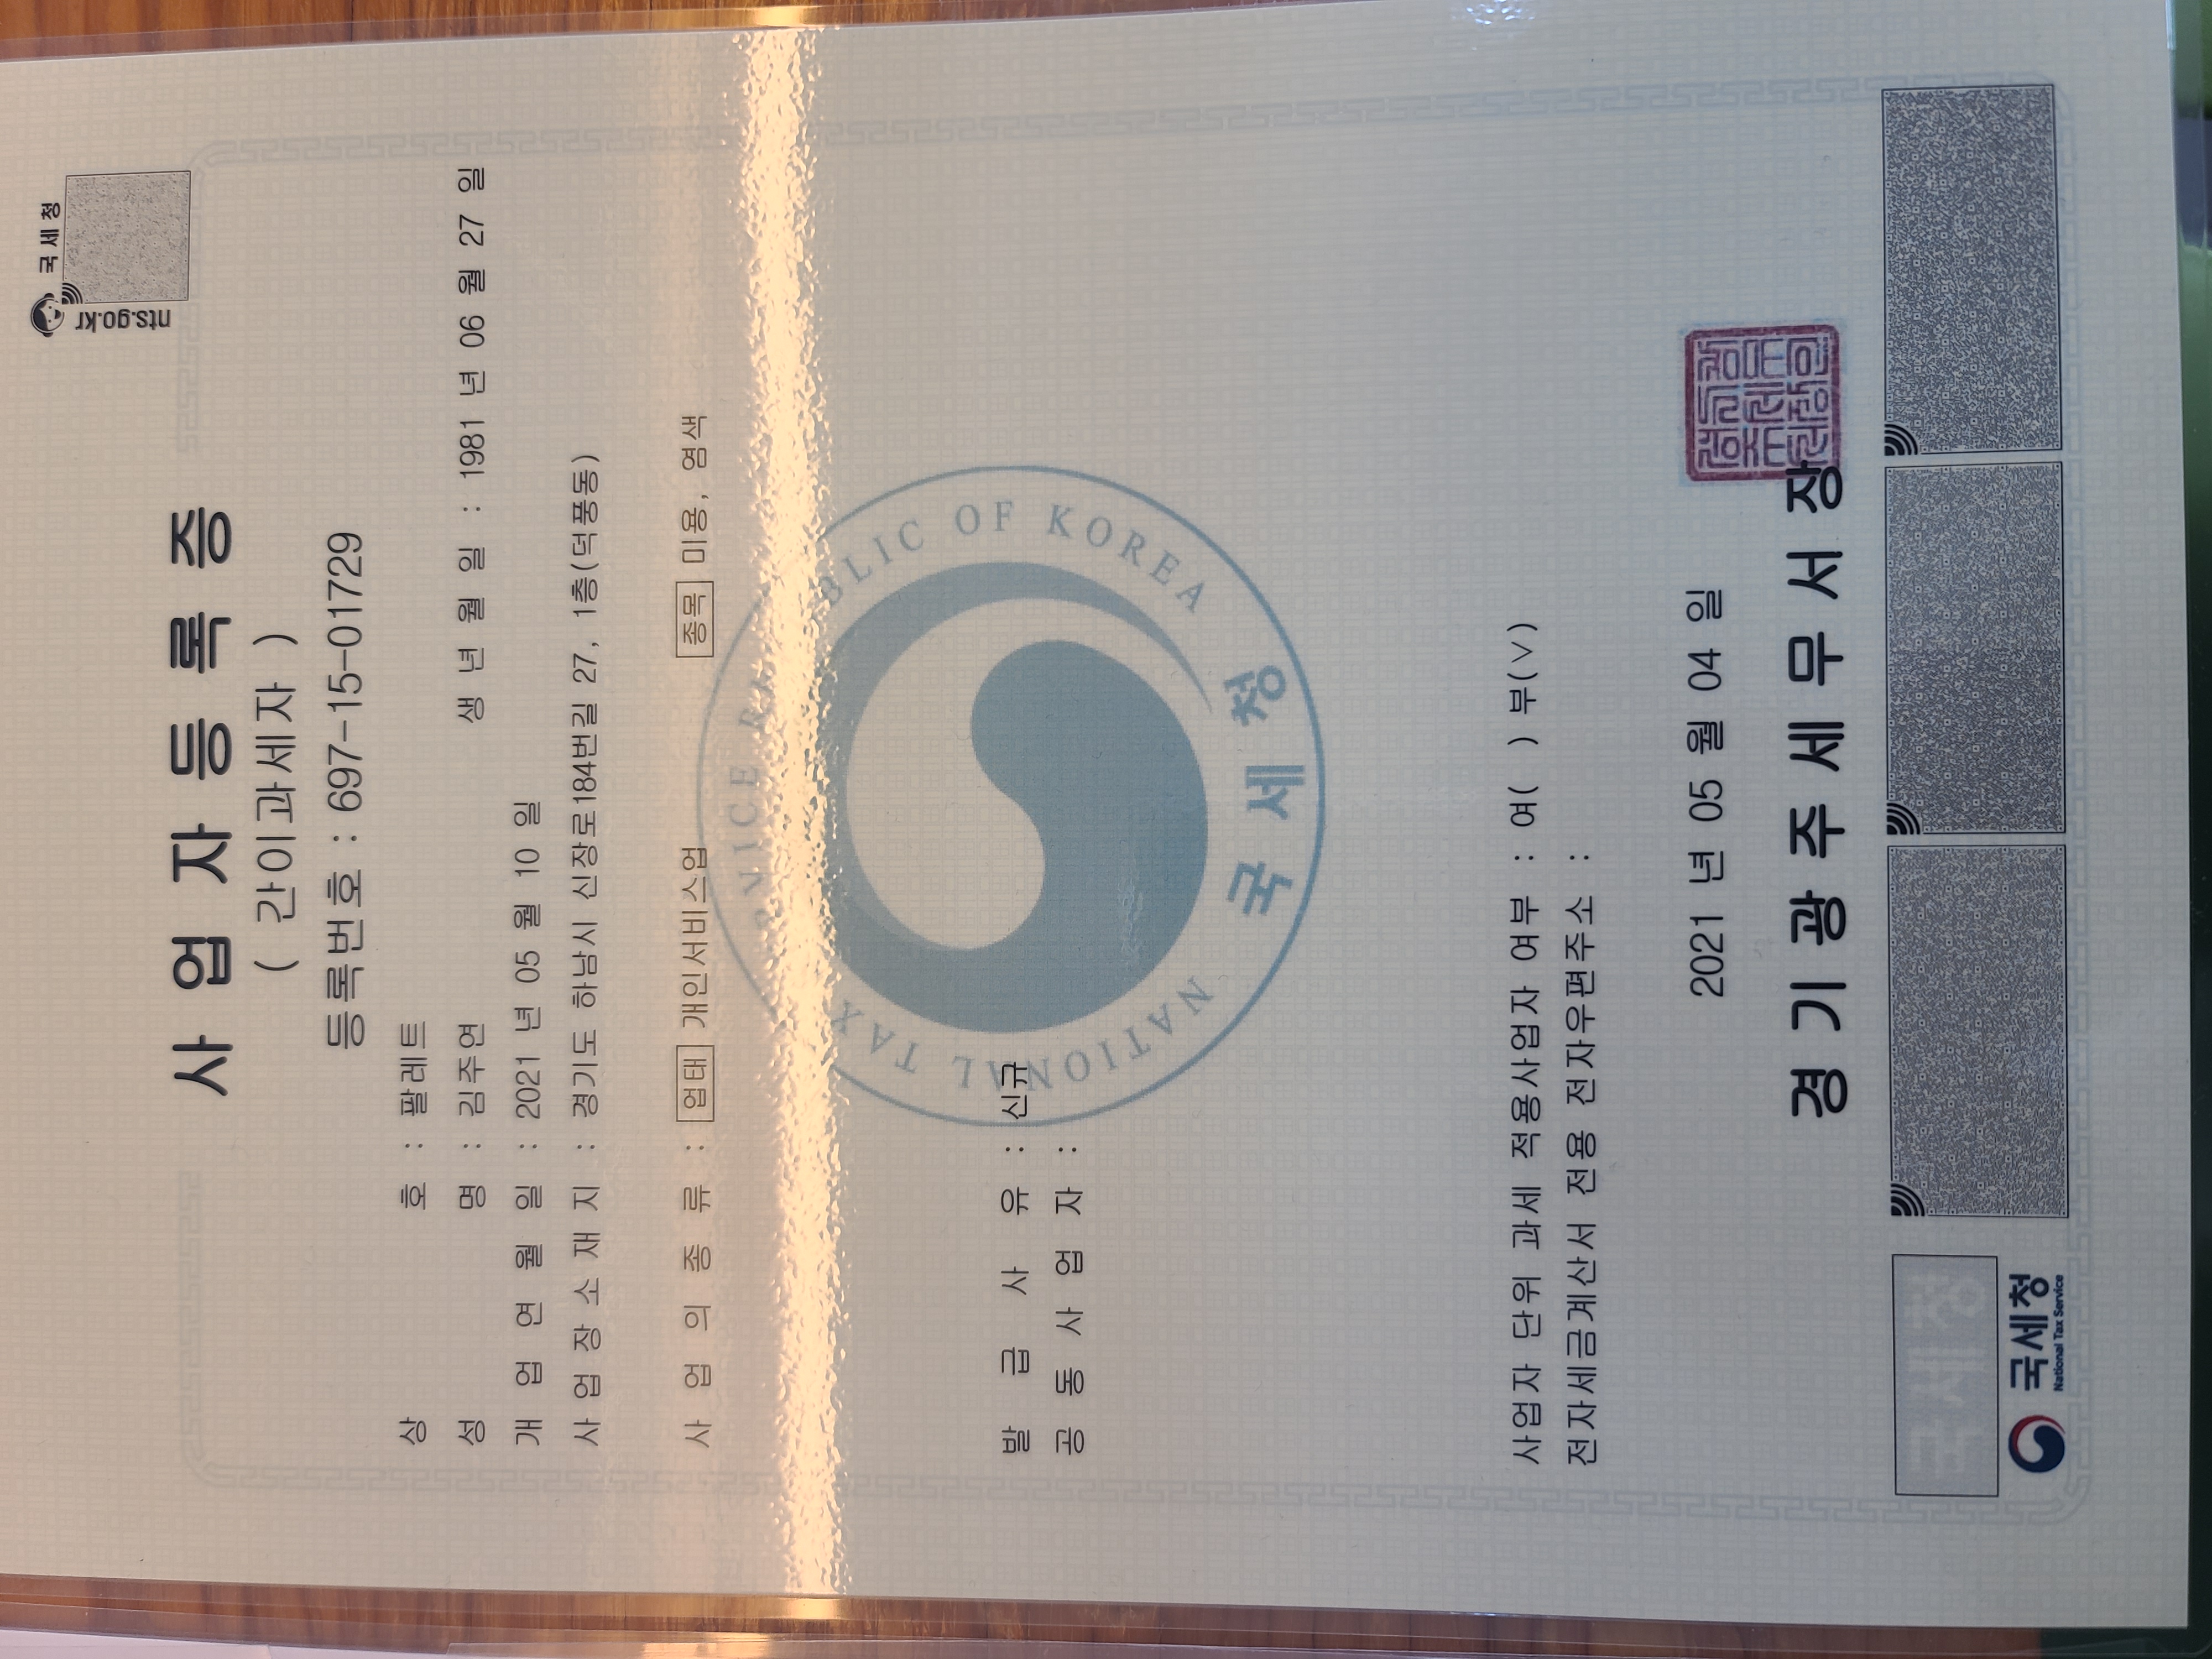 국세청
nts.go.kr
사업자등록증
( 간이과세자 )
등록번호 : 697-15-01729
상 호 : 팔레트
성 명 : 김주연 생 년 월 일 : 1981 년 06 월 27 일
개 업 연 월 일 : 2021 년 05 월 10 일
사 업 장 소 재 지 : 경기도 하남시 신장로184번길 27, 1층(덕풍동)
사 업 의 종 류 : 업태 개인서비스업 종목 미용, 염색
NATIONAL TAX OF KOREA
국세청
발 급 사 유 : 신규
공 동 사 업 자 :
사업자 단위 과세 적용사업자 여부 : 여( ) 부(∨)
전자세금계산서 전용 전자우편주소 :
2021 년 05 월 04 일
경기광주세무서장
국세청
국세청
National Tax Service